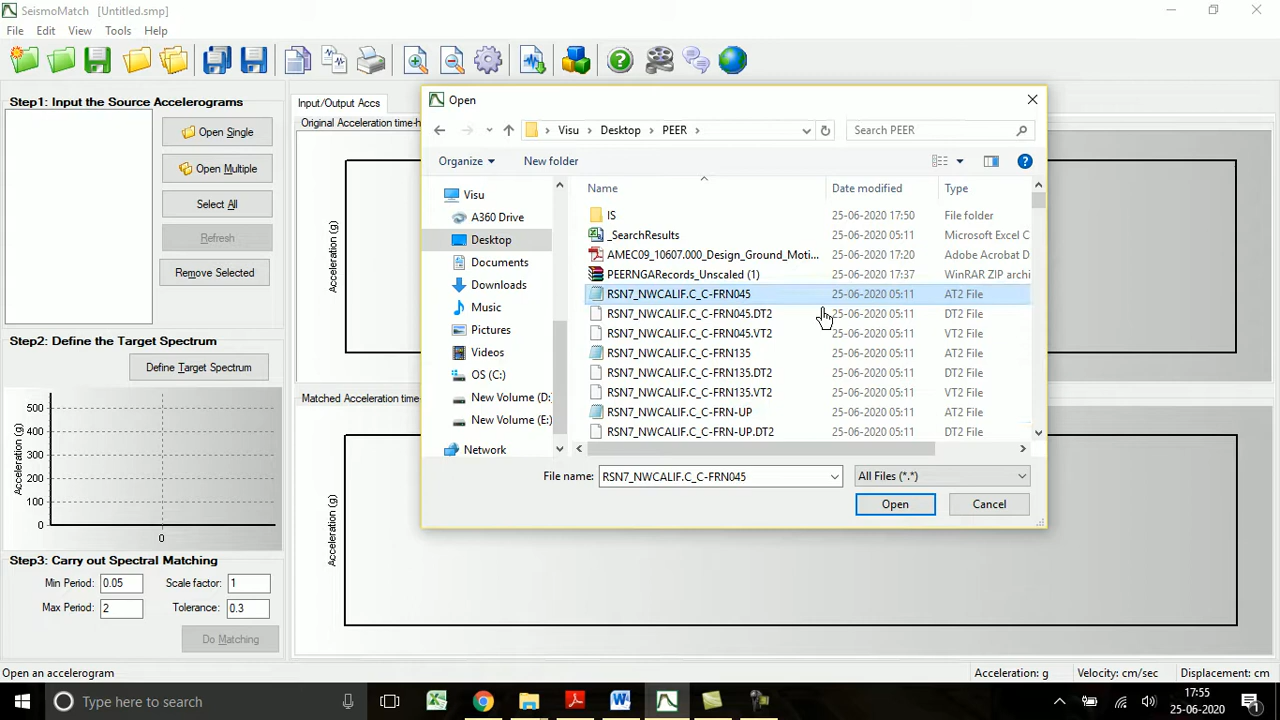 SeismoMatch [Untitled.smp]
File Edit View Tools Help
Step1: Input the Source Accelerograms
Open Single
Open Multiple
Select All
Refresh
Remove Selected
Step2: Define the Target Spectrum
Define Target Spectrum
Acceleration (g)
500
400
300
200
100
0
0
Step3: Carry out Spectral Matching
Min Period: 0.05 Scale factor: 1
Max Period: 2 Tolerance: 0.3
Do Matching
Input/Output Accs
Original Acceleration time-h
Acceleration (g)
Matched Acceleration time-
Acceleration (g)
Open
Visu > Desktop > PEER >
Search PEER
Organize New folder
Visu
A360 Drive
Desktop
Documents
Downloads
Music
Pictures
Videos
OS (C:)
New Volume (D:
New Volume (E:)
Network
Name Date modified Type
IS 25-06-2020 17:50 File folder
_SearchResults 25-06-2020 05:11 Microsoft Excel C
AMEC09_10607.000_Design_Ground_Moti... 25-06-2020 17:20 Adobe Acrobat D
PEERNGARecords_Unscaled (1) 25-06-2020 17:37 WinRAR ZIP archi
RSN7_NWCALIF.C_C-FRN045 25-06-2020 05:11 AT2 File
RSN7_NWCALIF.C_C-FRN045.DT2 25-06-2020 05:11 DT2 File
RSN7_NWCALIF.C_C-FRN045.VT2 25-06-2020 05:11 VT2 File
RSN7_NWCALIF.C_C-FRN135 25-06-2020 05:11 AT2 File
RSN7_NWCALIF.C_C-FRN135.DT2 25-06-2020 05:11 DT2 File
RSN7_NWCALIF.C_C-FRN135.VT2 25-06-2020 05:11 VT2 File
RSN7_NWCALIF.C_C-FRN-UP 25-06-2020 05:11 AT2 File
RSN7_NWCALIF.C_C-FRN-UP.DT2 25-06-2020 05:11 DT2 File
File name: RSN7_NWCALIF.C_C-FRN045 All Files (*.*)
Open Cancel
Open an accelerogram
Acceleration: g Velocity: cm/sec Displacement: cm
Type here to search
17:55
25-06-2020
1